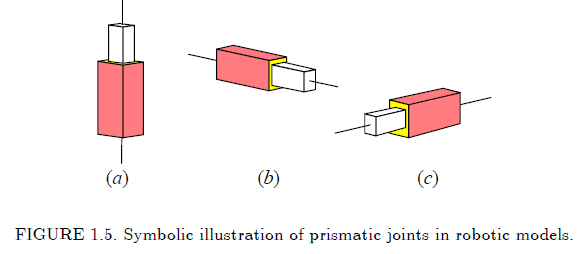 (a) (b) (c)
FIGURE 1.5. Symbolic illustration of prismatic joints in robotic models.